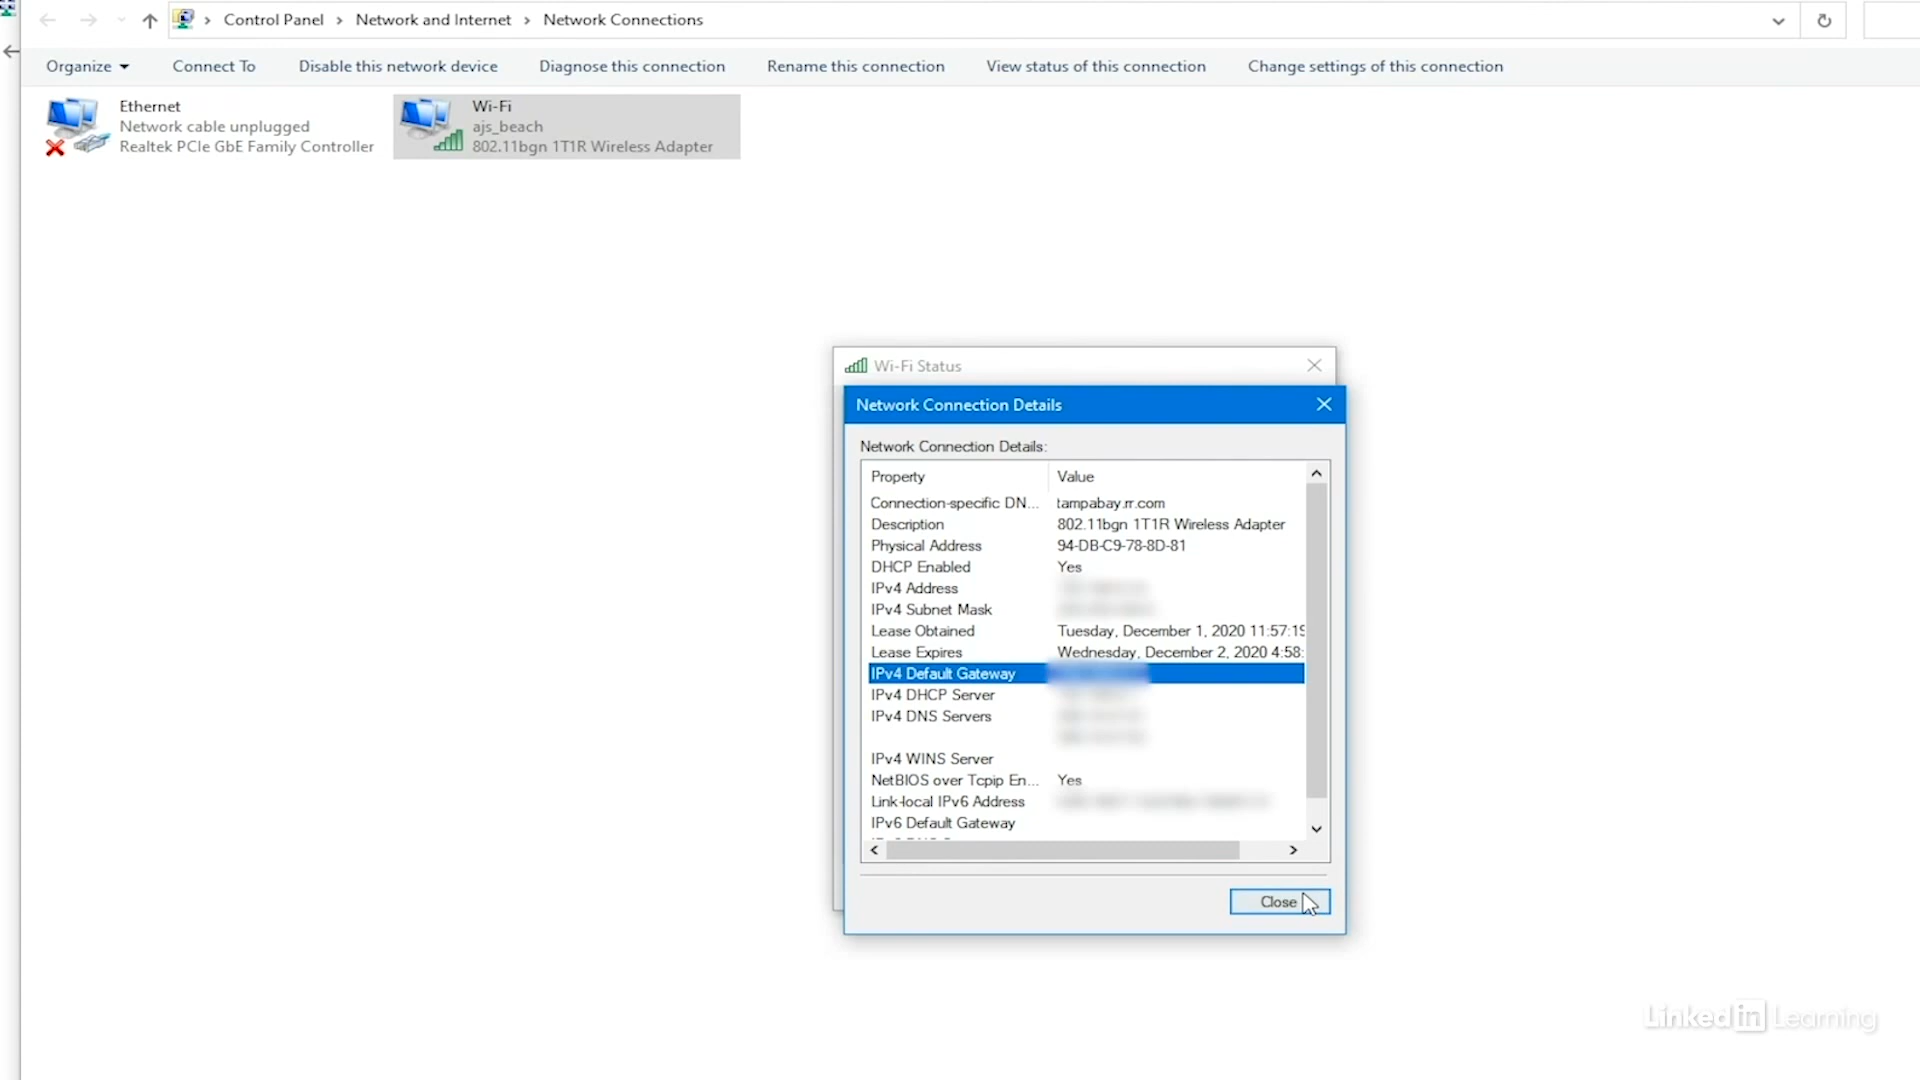 Control Panel > Network and Internet > Network Connections
Organize Connect To Disable this network device Diagnose this connection Rename this connection View status of this connection Change settings of this connection
Ethernet
Network cable unplugged
Realtek PCIe GbE Family Controller
Wi-Fi
ajs_beach
802.11bgn 1T1R Wireless Adapter
Wi-Fi Status
Network Connection Details
Network Connection Details:
Property Value
Connection-specific DN... tampabay.rr.com
Description 802.11bgn 1T1R Wireless Adapter
Physical Address 94-DB-C9-78-8D-81
DHCP Enabled Yes
IPv4 Address
IPv4 Subnet Mask
Lease Obtained Tuesday, December 1, 2020 11:57:19
Lease Expires Wednesday, December 2, 2020 4:58:
IPv4 Default Gateway
IPv4 DHCP Server
IPv4 DNS Servers
IPv4 WINS Server
NetBIOS over Tcpip En... Yes
Link-local IPv6 Address
IPv6 Default Gateway
Close
Linked in Learning